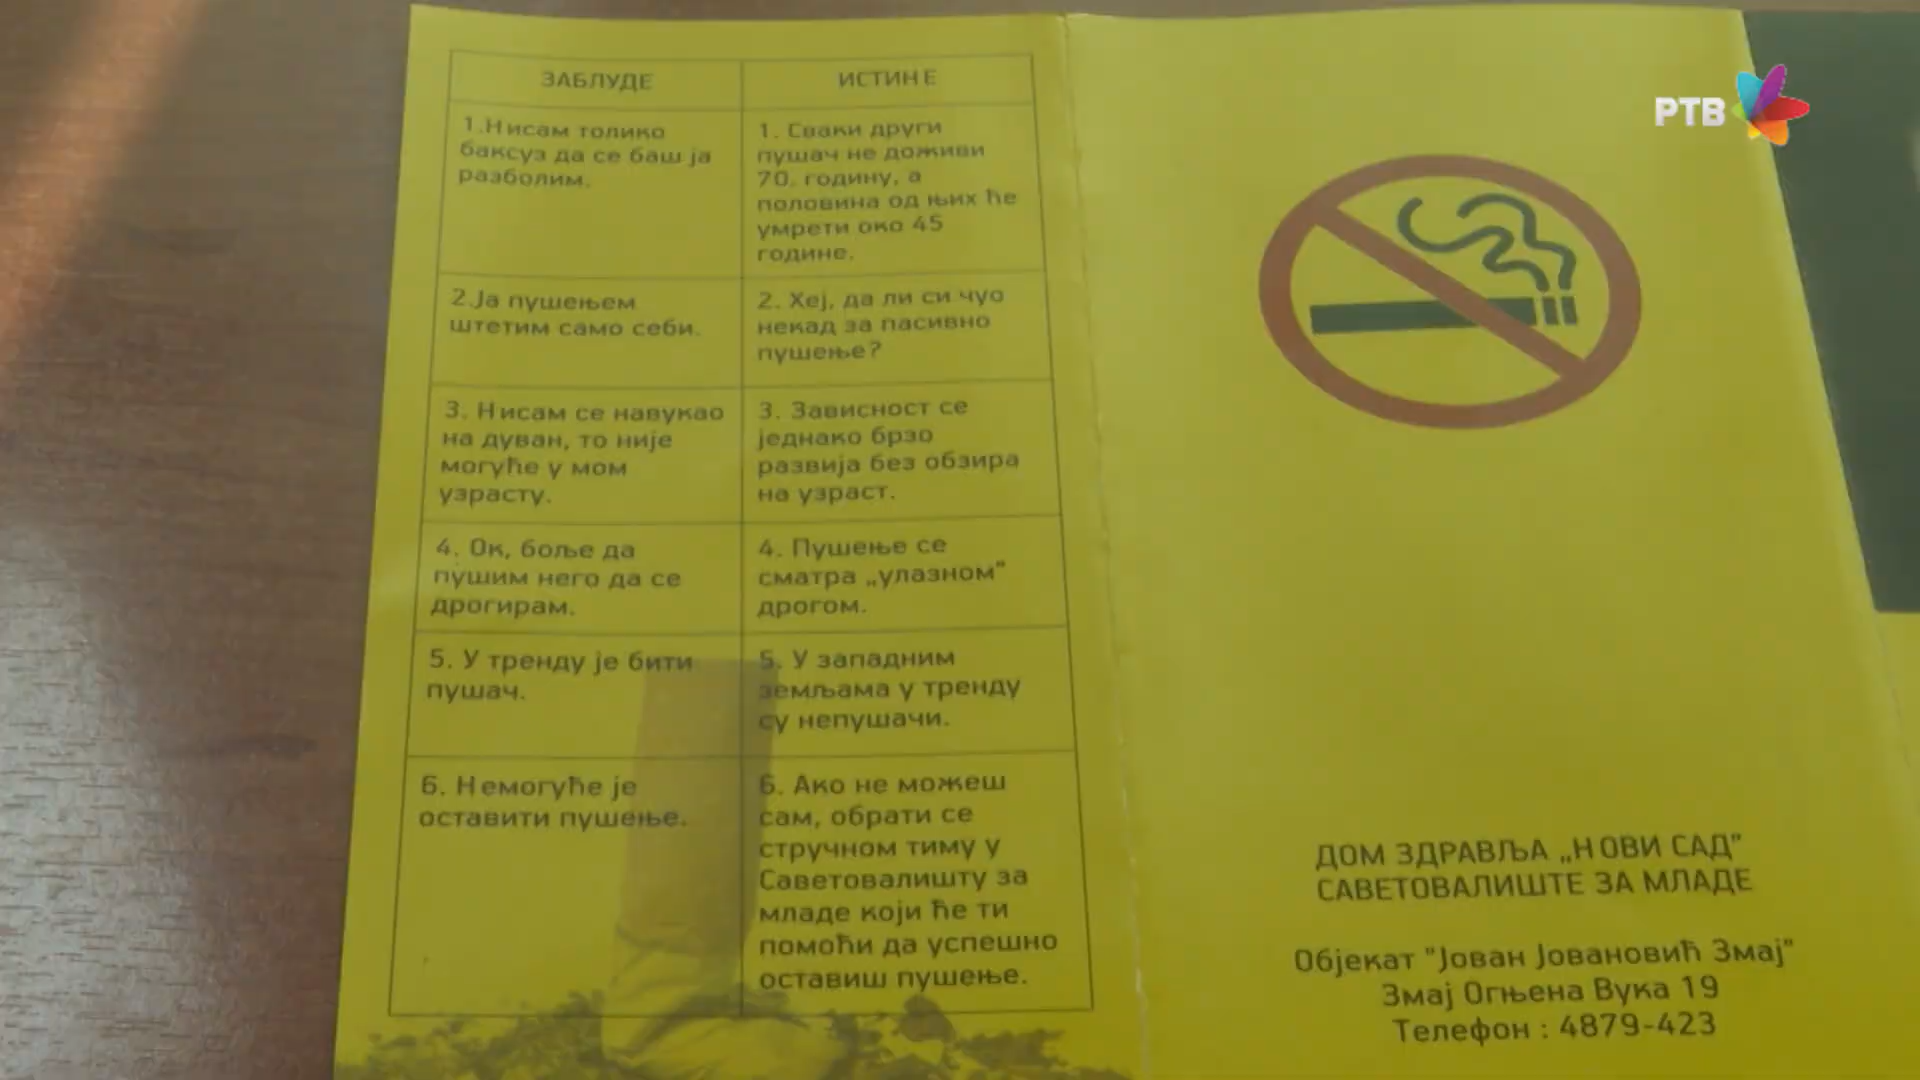 ЗАБЛУДЕ
ИСТИНЕ
1.Нисам толико
баксуз да се баш ја
разболим.
1. Сваки други
пушач не доживи
70. годину, а
половина од њих ће
умрети око 45
године.
2.Ја пушењем
штетим само себи.
2. Хеј, да ли си чуо
некад за пасивно
пушење?
3. Нисам се навукао
на дуван, то није
могуће у мом
узрасту.
3. Зависност се
једнако брзо
развија без обзира
на узраст.
4. Ок, боље да
пушим него да се
дрогирам.
4. Пушење се
сматра „улазном”
дрогом.
5. У тренду је бити
пушач.
5. У западним
земљама у тренду
су непушачи.
6. Немогуће је
оставити пушење.
6. Ако не можеш
сам, обрати се
стручном тиму у
Саветовалишту за
младе који ће ти
помоћи да успешно
оставиш пушење.
РТВ
ДОМ ЗДРАВЉА „НОВИ САД”
САВЕТОВАЛИШТЕ ЗА МЛАДЕ
Објекат "Јован Јовановић Змај"
Змај Огњена Вука 19
Телефон : 4879-423